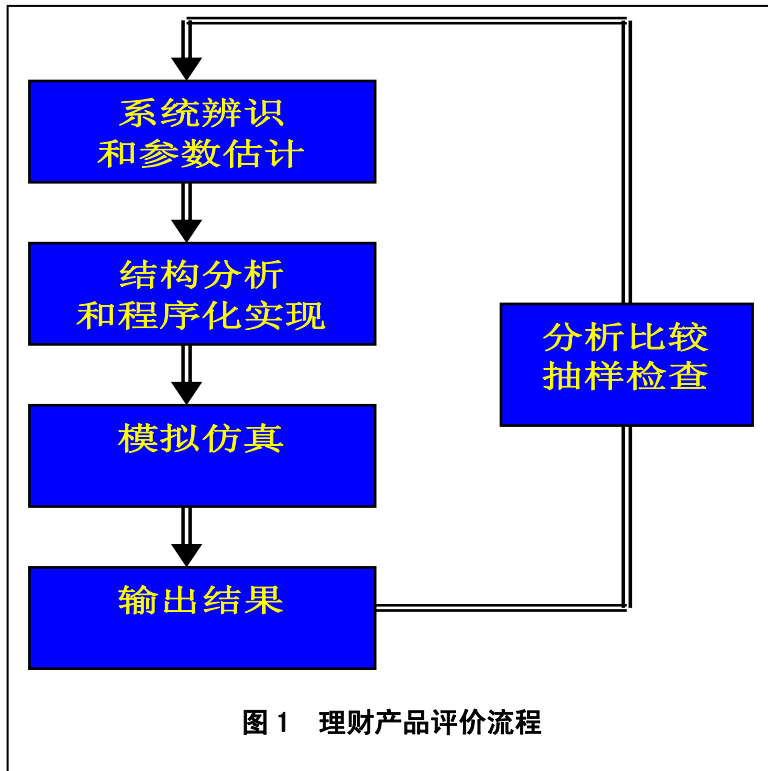 系统辨识
和参数估计
结构分析
和程序化实现
模拟仿真
输出结果
分析比较
抽样检查
图 1 理财产品评价流程